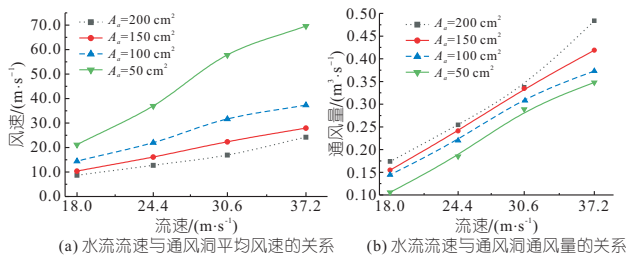 70.0
60.0
50.0
40.0
30.0
20.0
10.0
0.0
风速/(m·s⁻¹)
Aₐ=200 cm²
Aₐ=150 cm²
Aₐ=100 cm²
Aₐ=50 cm²
18.0 24.4 30.6 37.2
流速/(m·s⁻¹)
(a) 水流流速与通风洞平均风速的关系
0.50
0.45
0.40
0.35
0.30
0.25
0.20
0.15
0.10
通风量/(m³·s⁻¹)
Aₐ=200 cm²
Aₐ=150 cm²
Aₐ=100 cm²
Aₐ=50 cm²
18.0 24.4 30.6 37.2
流速/(m·s⁻¹)
(b) 水流流速与通风洞通风量的关系